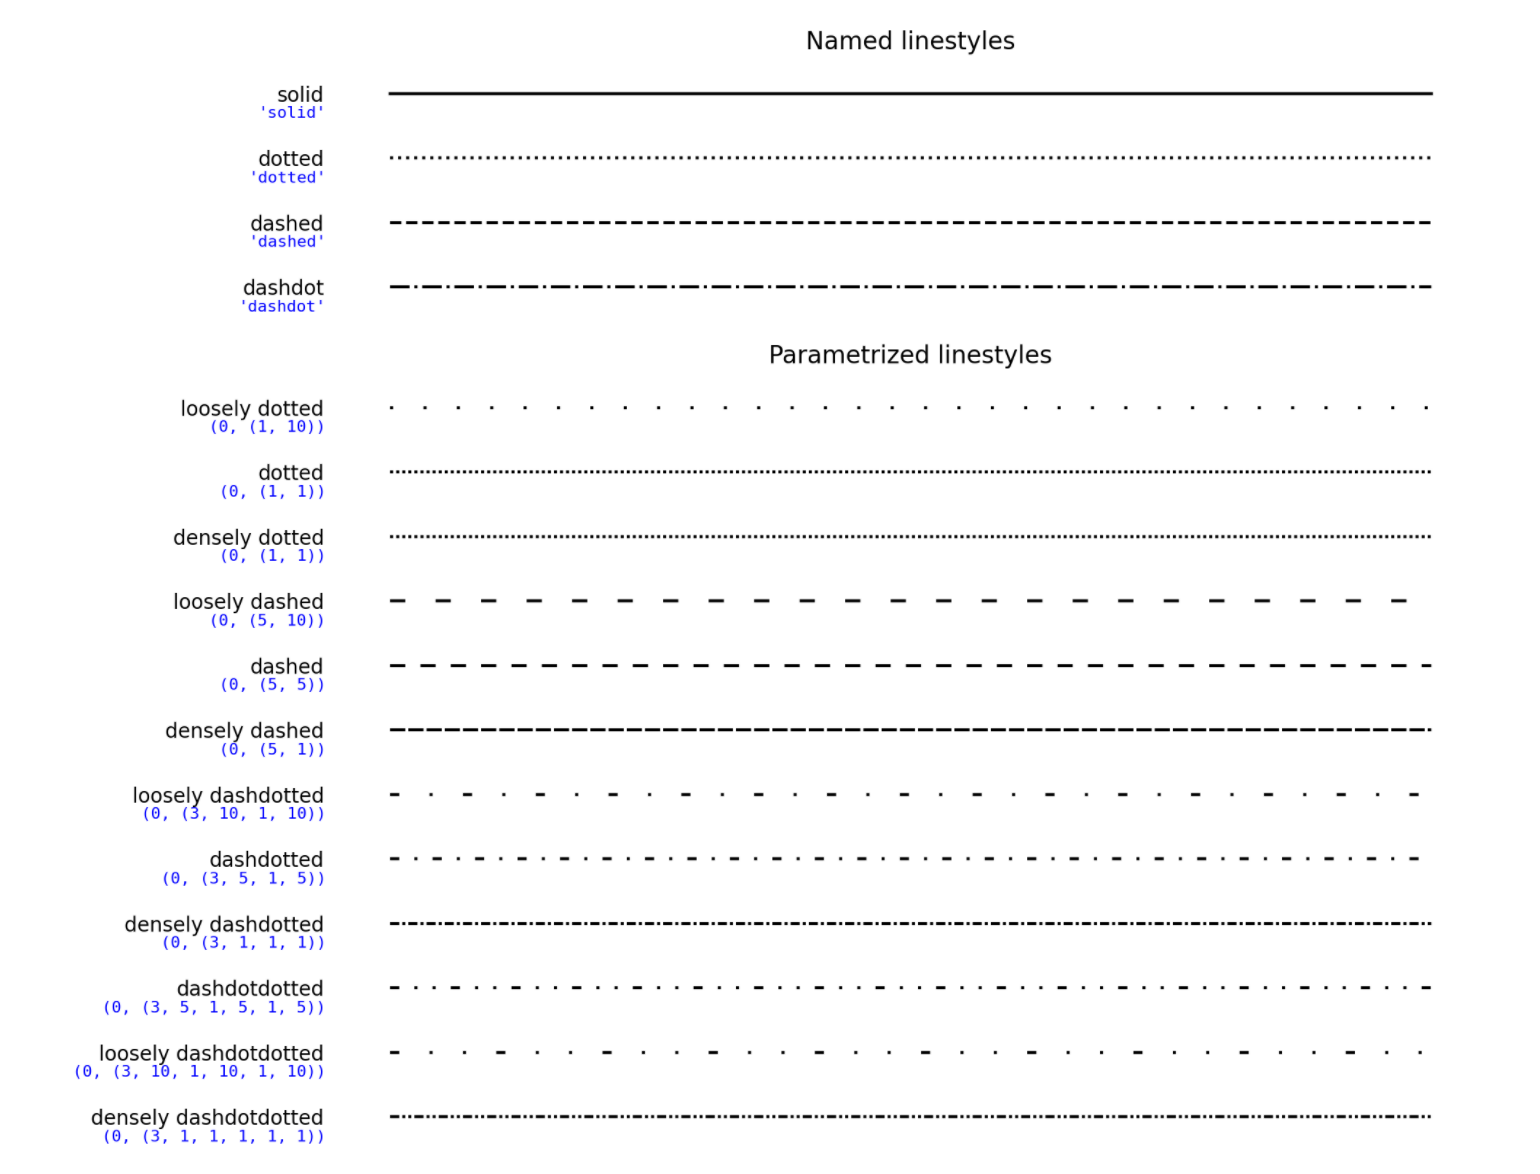 Named linestyles
solid
'solid'
dotted
'dotted'
dashed
'dashed'
dashdot
'dashdot'
Parametrized linestyles
loosely dotted
(0, (1, 10))
dotted
(0, (1, 1))
densely dotted
(0, (1, 1))
loosely dashed
(0, (5, 10))
dashed
(0, (5, 5))
densely dashed
(0, (5, 1))
loosely dashdotted
(0, (3, 10, 1, 10))
dashdotted
(0, (3, 5, 1, 5))
densely dashdotted
(0, (3, 1, 1, 1))
dashdotdotted
(0, (3, 5, 1, 5, 1, 5))
loosely dashdotdotted
(0, (3, 10, 1, 10, 1, 10))
densely dashdotdotted
(0, (3, 1, 1, 1, 1, 1))